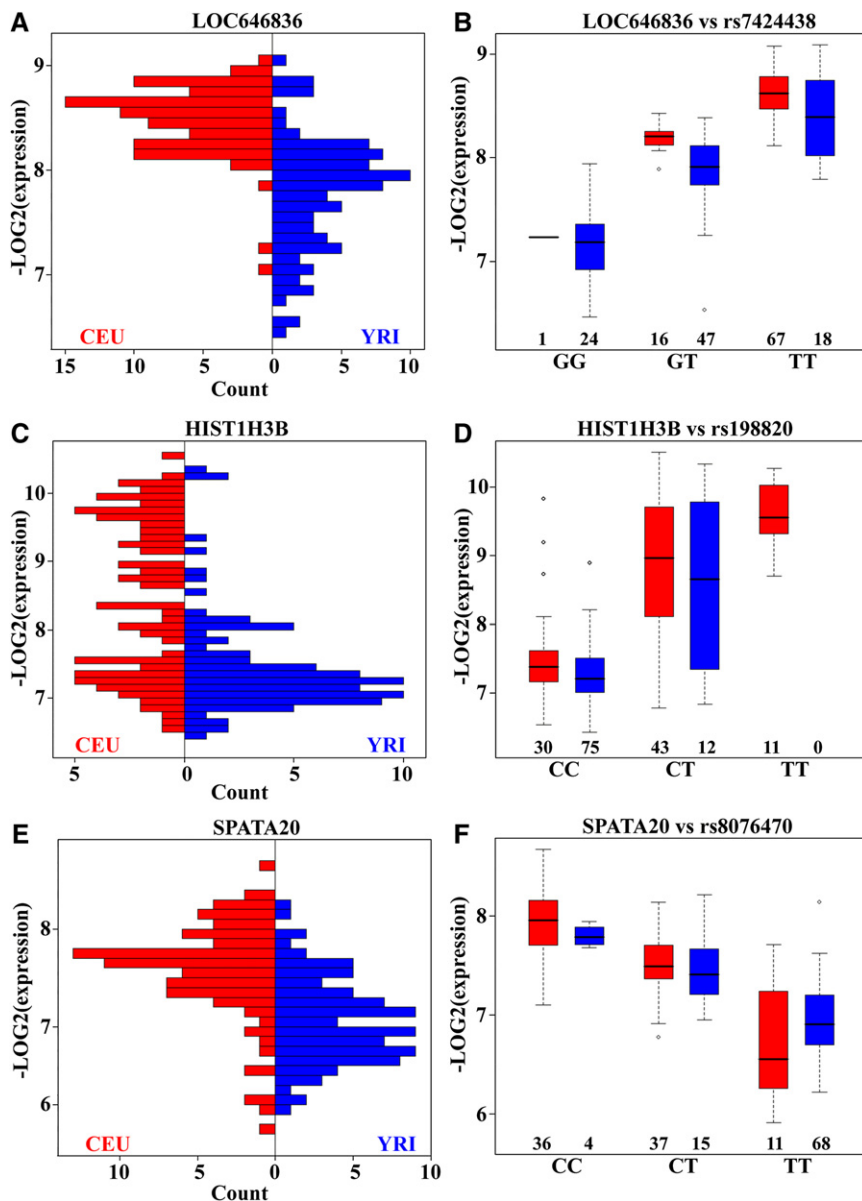 A
LOC646836
-LOG2(expression)
9
8
7
CEU
YRI
15
10
5
0
5
10
Count
B
LOC646836 vs rs7424438
-LOG2(expression)
9
8
7
1
24
16
47
67
18
GG
GT
TT
C
HIST1H3B
-LOG2(expression)
10
9
8
7
CEU
YRI
5
0
5
10
Count
D
HIST1H3B vs rs198820
-LOG2(expression)
10
9
8
7
30
75
43
12
11
0
CC
CT
TT
E
SPATA20
-LOG2(expression)
8
7
6
CEU
YRI
10
5
0
5
10
Count
F
SPATA20 vs rs8076470
-LOG2(expression)
8
7
6
36
4
37
15
11
68
CC
CT
TT